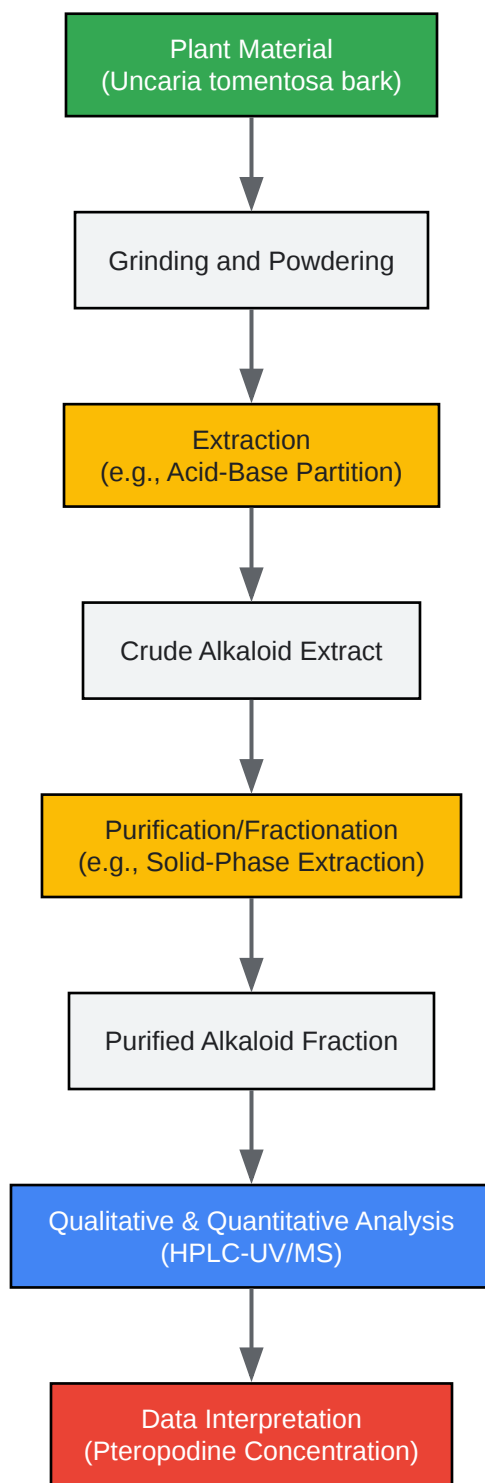 Plant Material
(Uncaria tomentosa bark)
Grinding and Powdering
Extraction
(e.g., Acid-Base Partition)
Crude Alkaloid Extract
Purification/Fractionation
(e.g., Solid-Phase Extraction)
Purified Alkaloid Fraction
Qualitative & Quantitative Analysis
(HPLC-UV/MS)
Data Interpretation
(Pteropodine Concentration)